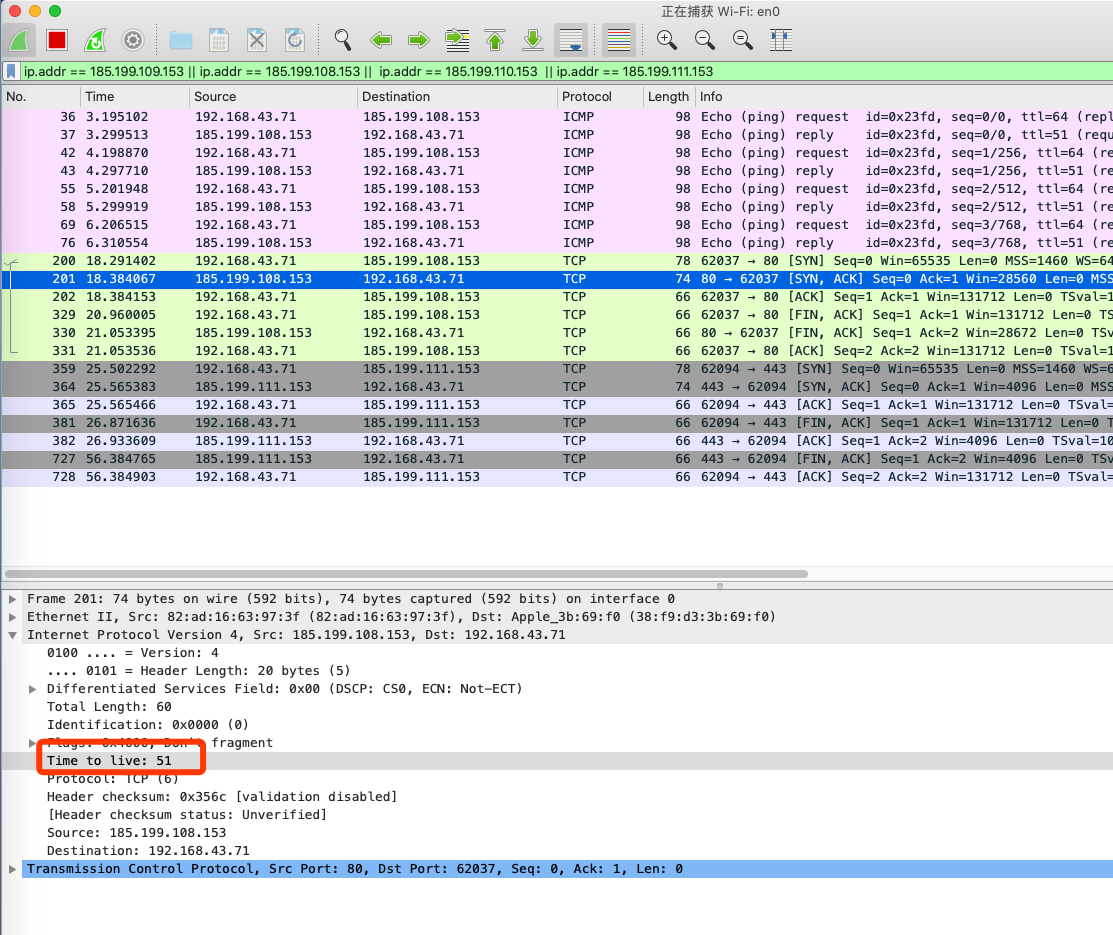 正在捕获 Wi-Fi: en0
ip.addr == 185.199.109.153 || ip.addr == 185.199.108.153 || ip.addr == 185.199.110.153 || ip.addr == 185.199.111.153
No. Time Source Destination Protocol Length Info
36 3.195102 192.168.43.71 185.199.108.153 ICMP 98 Echo (ping) request id=0x23fd, seq=0/0, ttl=64 (repl
37 3.299513 185.199.108.153 192.168.43.71 ICMP 98 Echo (ping) reply id=0x23fd, seq=0/0, ttl=51 (requ
42 4.198870 192.168.43.71 185.199.108.153 ICMP 98 Echo (ping) request id=0x23fd, seq=1/256, ttl=64 (re
43 4.297710 185.199.108.153 192.168.43.71 ICMP 98 Echo (ping) reply id=0x23fd, seq=1/256, ttl=51 (re
55 5.201948 192.168.43.71 185.199.108.153 ICMP 98 Echo (ping) request id=0x23fd, seq=2/512, ttl=64 (re
58 5.299919 185.199.108.153 192.168.43.71 ICMP 98 Echo (ping) reply id=0x23fd, seq=2/512, ttl=51 (re
69 6.206515 192.168.43.71 185.199.108.153 ICMP 98 Echo (ping) request id=0x23fd, seq=3/768, ttl=64 (re
76 6.310554 185.199.108.153 192.168.43.71 ICMP 98 Echo (ping) reply id=0x23fd, seq=3/768, ttl=51 (re
200 18.291402 192.168.43.71 185.199.108.153 TCP 78 62037 → 80 [SYN] Seq=0 Win=65535 Len=0 MSS=1460 WS=64
201 18.384067 185.199.108.153 192.168.43.71 TCP 74 80 → 62037 [SYN, ACK] Seq=0 Ack=1 Win=28560 Len=0 MSS
202 18.384153 192.168.43.71 185.199.108.153 TCP 66 62037 → 80 [ACK] Seq=1 Ack=1 Win=131712 Len=0 TSval=1
329 20.960005 192.168.43.71 185.199.108.153 TCP 66 62037 → 80 [FIN, ACK] Seq=1 Ack=1 Win=131712 Len=0 TS
330 21.053395 185.199.108.153 192.168.43.71 TCP 66 80 → 62037 [FIN, ACK] Seq=1 Ack=2 Win=28672 Len=0 TSv
331 21.053536 192.168.43.71 185.199.108.153 TCP 66 62037 → 80 [ACK] Seq=2 Ack=2 Win=131712 Len=0 TSval=1
359 25.502292 192.168.43.71 185.199.111.153 TCP 78 62094 → 443 [SYN] Seq=0 Win=65535 Len=0 MSS=1460 WS=6
364 25.565383 185.199.111.153 192.168.43.71 TCP 74 443 → 62094 [SYN, ACK] Seq=0 Ack=1 Win=4096 Len=0 MSS
365 25.565466 192.168.43.71 185.199.111.153 TCP 66 62094 → 443 [ACK] Seq=1 Ack=1 Win=131712 Len=0 TSval=
381 26.871636 192.168.43.71 185.199.111.153 TCP 66 62094 → 443 [FIN, ACK] Seq=1 Ack=1 Win=131712 Len=0 T
382 26.933609 185.199.111.153 192.168.43.71 TCP 66 443 → 62094 [ACK] Seq=1 Ack=2 Win=4096 Len=0 TSval=10
727 56.384765 185.199.111.153 192.168.43.71 TCP 66 443 → 62094 [FIN, ACK] Seq=1 Ack=2 Win=4096 Len=0 TSv
728 56.384903 192.168.43.71 185.199.111.153 TCP 66 62094 → 443 [ACK] Seq=2 Ack=2 Win=131712 Len=0 TSval=
Frame 201: 74 bytes on wire (592 bits), 74 bytes captured (592 bits) on interface 0
Ethernet II, Src: 82:ad:16:63:97:3f (82:ad:16:63:97:3f), Dst: Apple_3b:69:f0 (38:f9:d3:3b:69:f0)
Internet Protocol Version 4, Src: 185.199.108.153, Dst: 192.168.43.71
0100 .... = Version: 4
.... 0101 = Header Length: 20 bytes (5)
Differentiated Services Field: 0x00 (DSCP: CS0, ECN: Not-ECT)
Total Length: 60
Identification: 0x0000 (0)
Flags: 0x4000, Don't fragment
Time to live: 51
Protocol: TCP (6)
Header checksum: 0x356c [validation disabled]
[Header checksum status: Unverified]
Source: 185.199.108.153
Destination: 192.168.43.71
Transmission Control Protocol, Src Port: 80, Dst Port: 62037, Seq: 0, Ack: 1, Len: 0